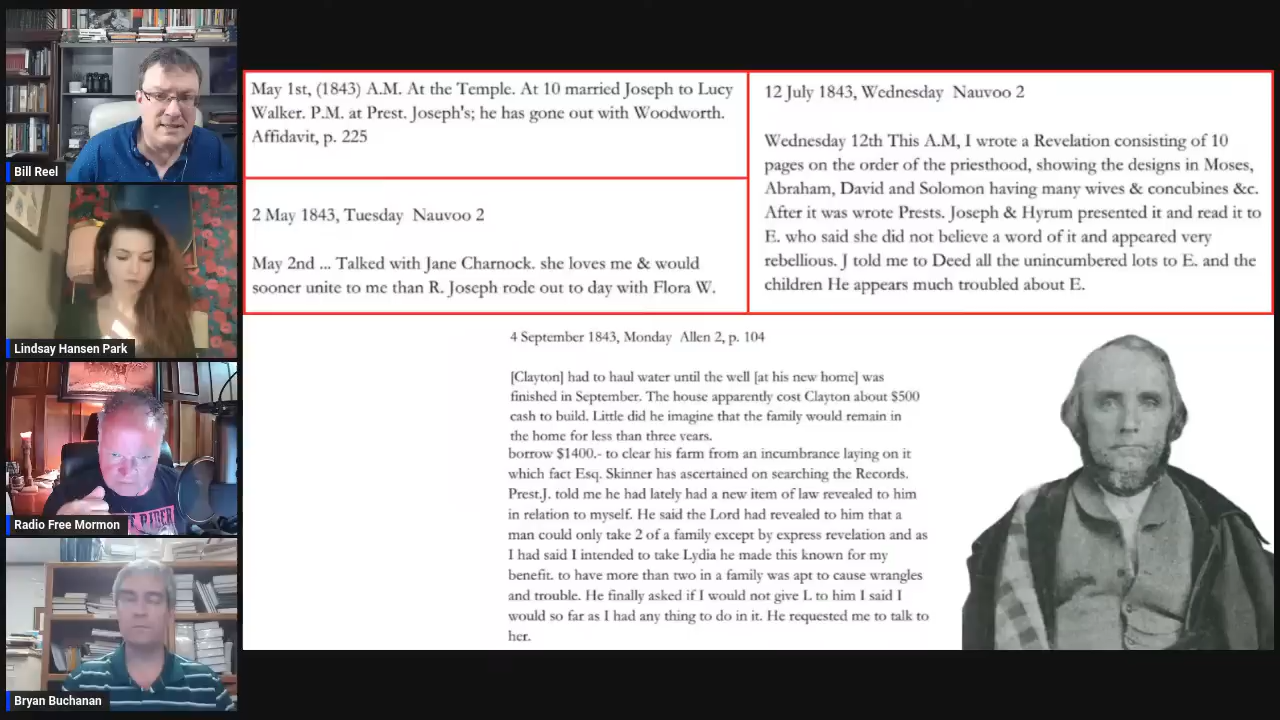 Bill Reel
Lindsay Hansen Park
Radio Free Mormon
RIDER
Bryan Buchanan
May 1st, (1843) A.M. At the Temple. At 10 married Joseph to Lucy
Walker. P.M. at Prest. Joseph's; he has gone out with Woodworth.
Affidavit, p. 225
2 May 1843, Tuesday Nauvoo 2
May 2nd ... Talked with Jane Charnock. she loves me & would
sooner unite to me than R. Joseph rode out to day with Flora W.
12 July 1843, Wednesday Nauvoo 2
Wednesday 12th This A.M, I wrote a Revelation consisting of 10
pages on the order of the priesthood, showing the designs in Moses,
Abraham, David and Solomon having many wives & concubines &c.
After it was wrote Prests. Joseph & Hyrum presented it and read it to
E. who said she did not believe a word of it and appeared very
rebellious. J told me to Deed all the unincumbered lots to E. and the
children He appears much troubled about E.
4 September 1843, Monday Allen 2, p. 104
[Clayton] had to haul water until the well [at his new home] was
finished in September. The house apparently cost Clayton about $500
cash to build. Little did he imagine that the family would remain in
the home for less than three years.
borrow $1400.- to clear his farm from an incumbrance laying on it
which fact Esq. Skinner has ascertained on searching the Records.
Prest.J. told me he had lately had a new item of law revealed to him
in relation to myself. He said the Lord had revealed to him that a
man could only take 2 of a family except by express revelation and as
I had said I intended to take Lydia he made this known for my
benefit. to have more than two in a family was apt to cause wrangles
and trouble. He finally asked if I would not give L to him I said I
would so far as I had any thing to do in it. He requested me to talk to
her.